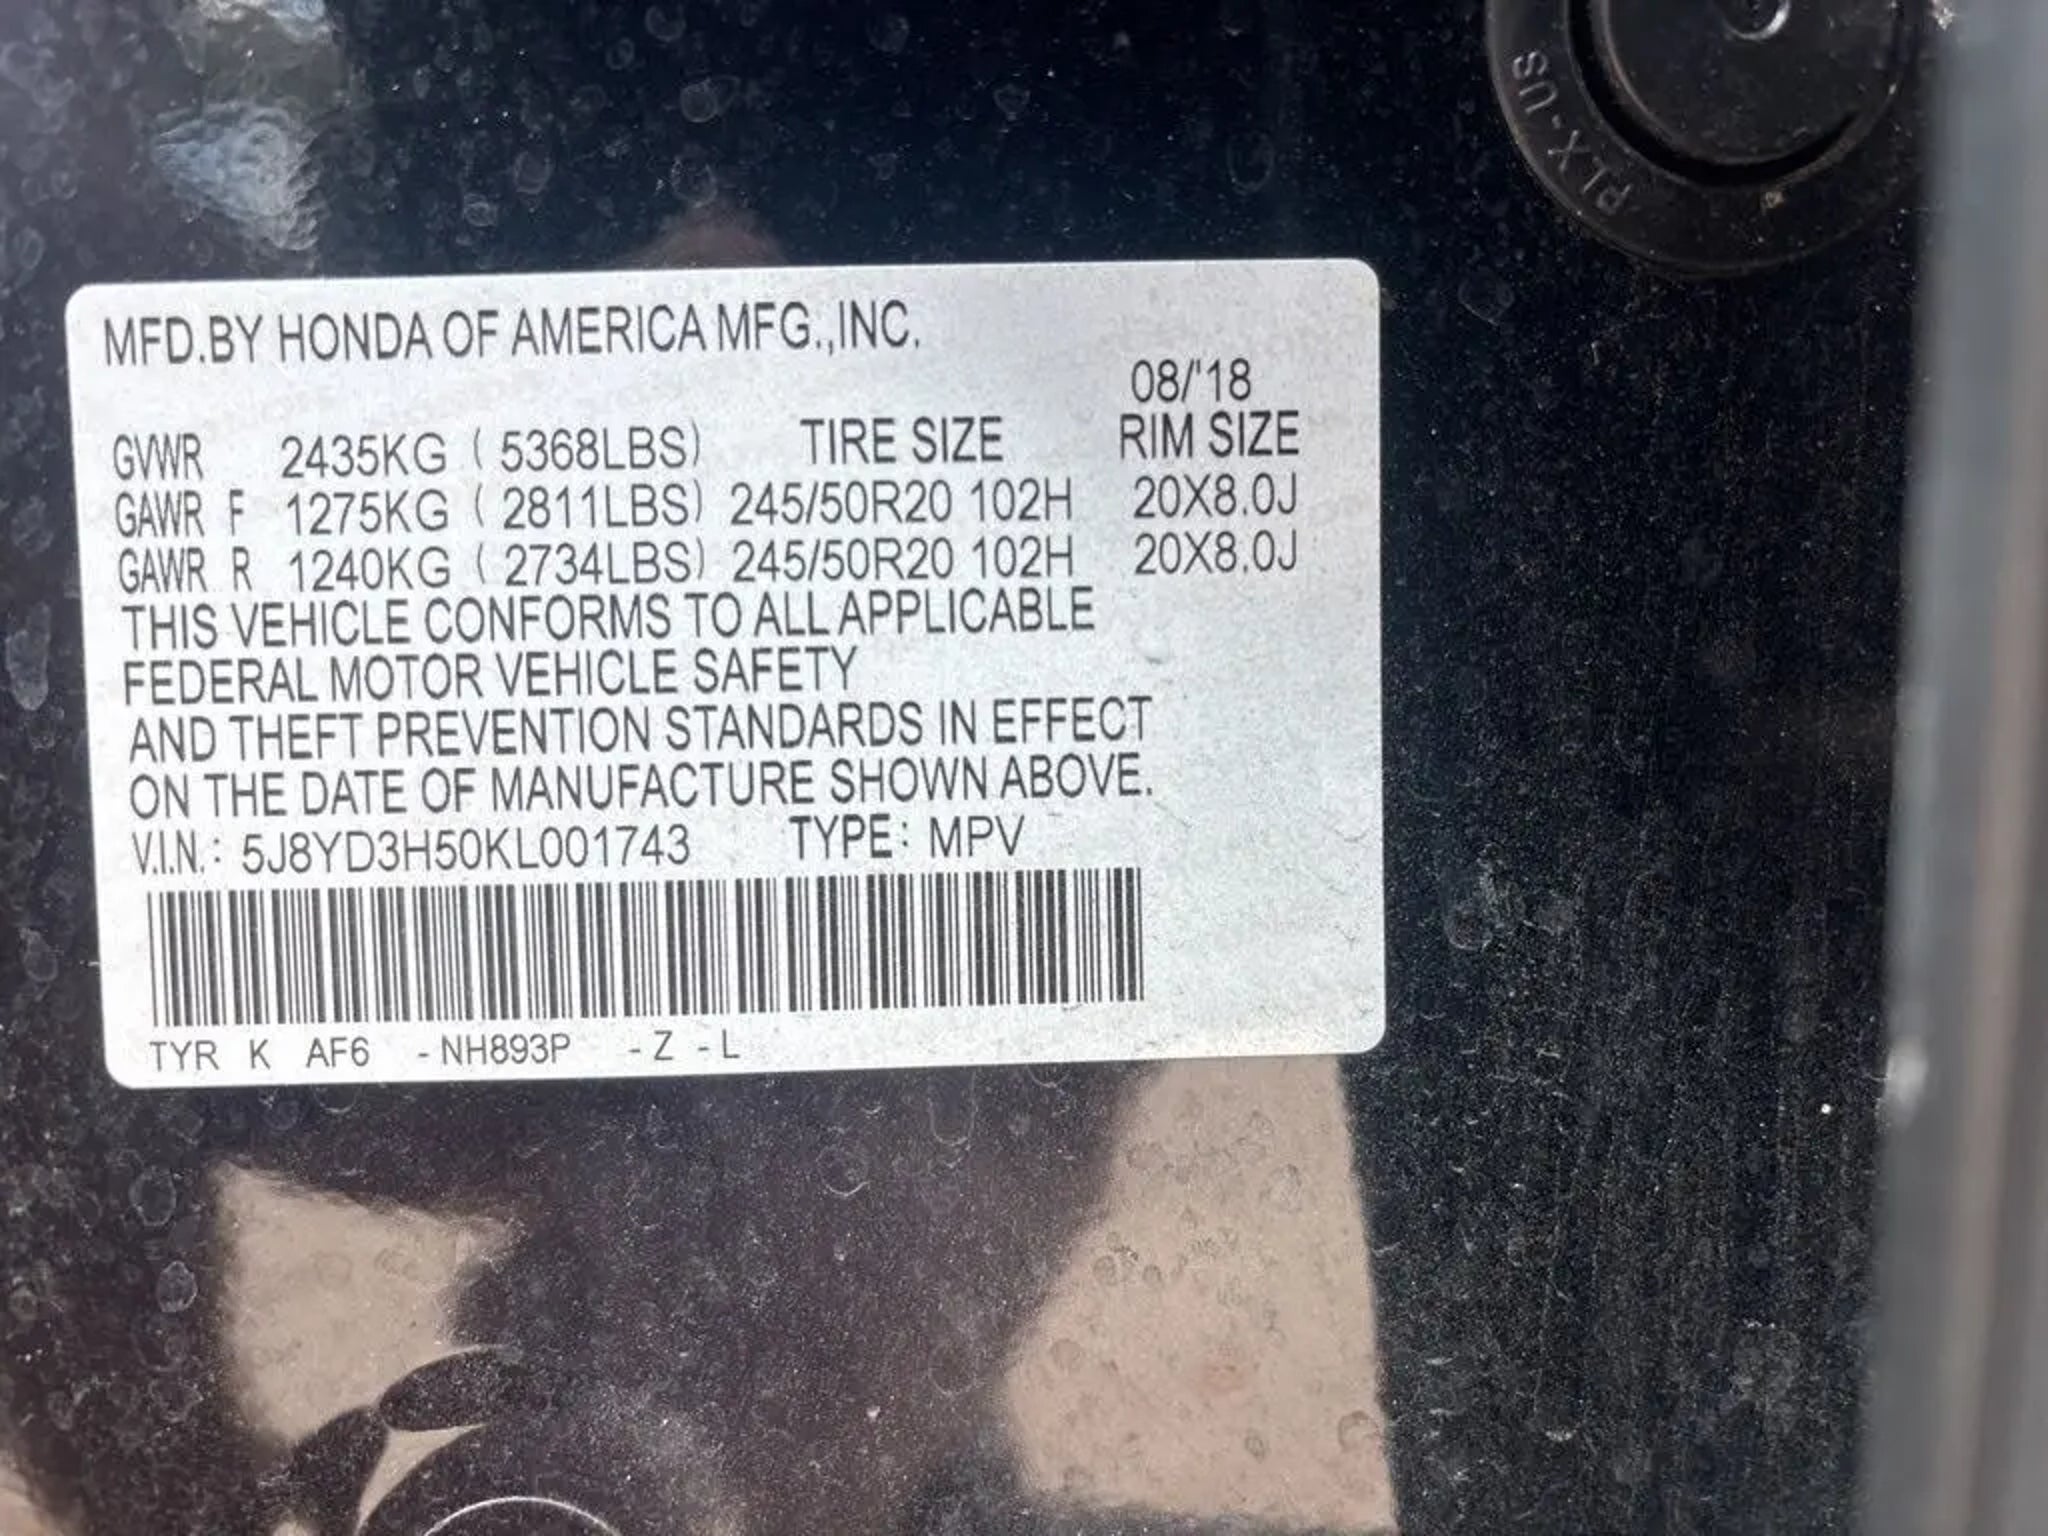 PLX-US
MFD.BY HONDA OF AMERICA MFG.,INC.
08/'18
GVWR 2435KG ( 5368LBS) TIRE SIZE RIM SIZE
GAWR F 1275KG ( 2811LBS) 245/50R20 102H 20X8.0J
GAWR R 1240KG ( 2734LBS) 245/50R20 102H 20X8.0J
THIS VEHICLE CONFORMS TO ALL APPLICABLE
FEDERAL MOTOR VEHICLE SAFETY
AND THEFT PREVENTION STANDARDS IN EFFECT
ON THE DATE OF MANUFACTURE SHOWN ABOVE.
V.I.N.: 5J8YD3H50KL001743 TYPE: MPV
TYR K AF6 -NH893P -Z -L